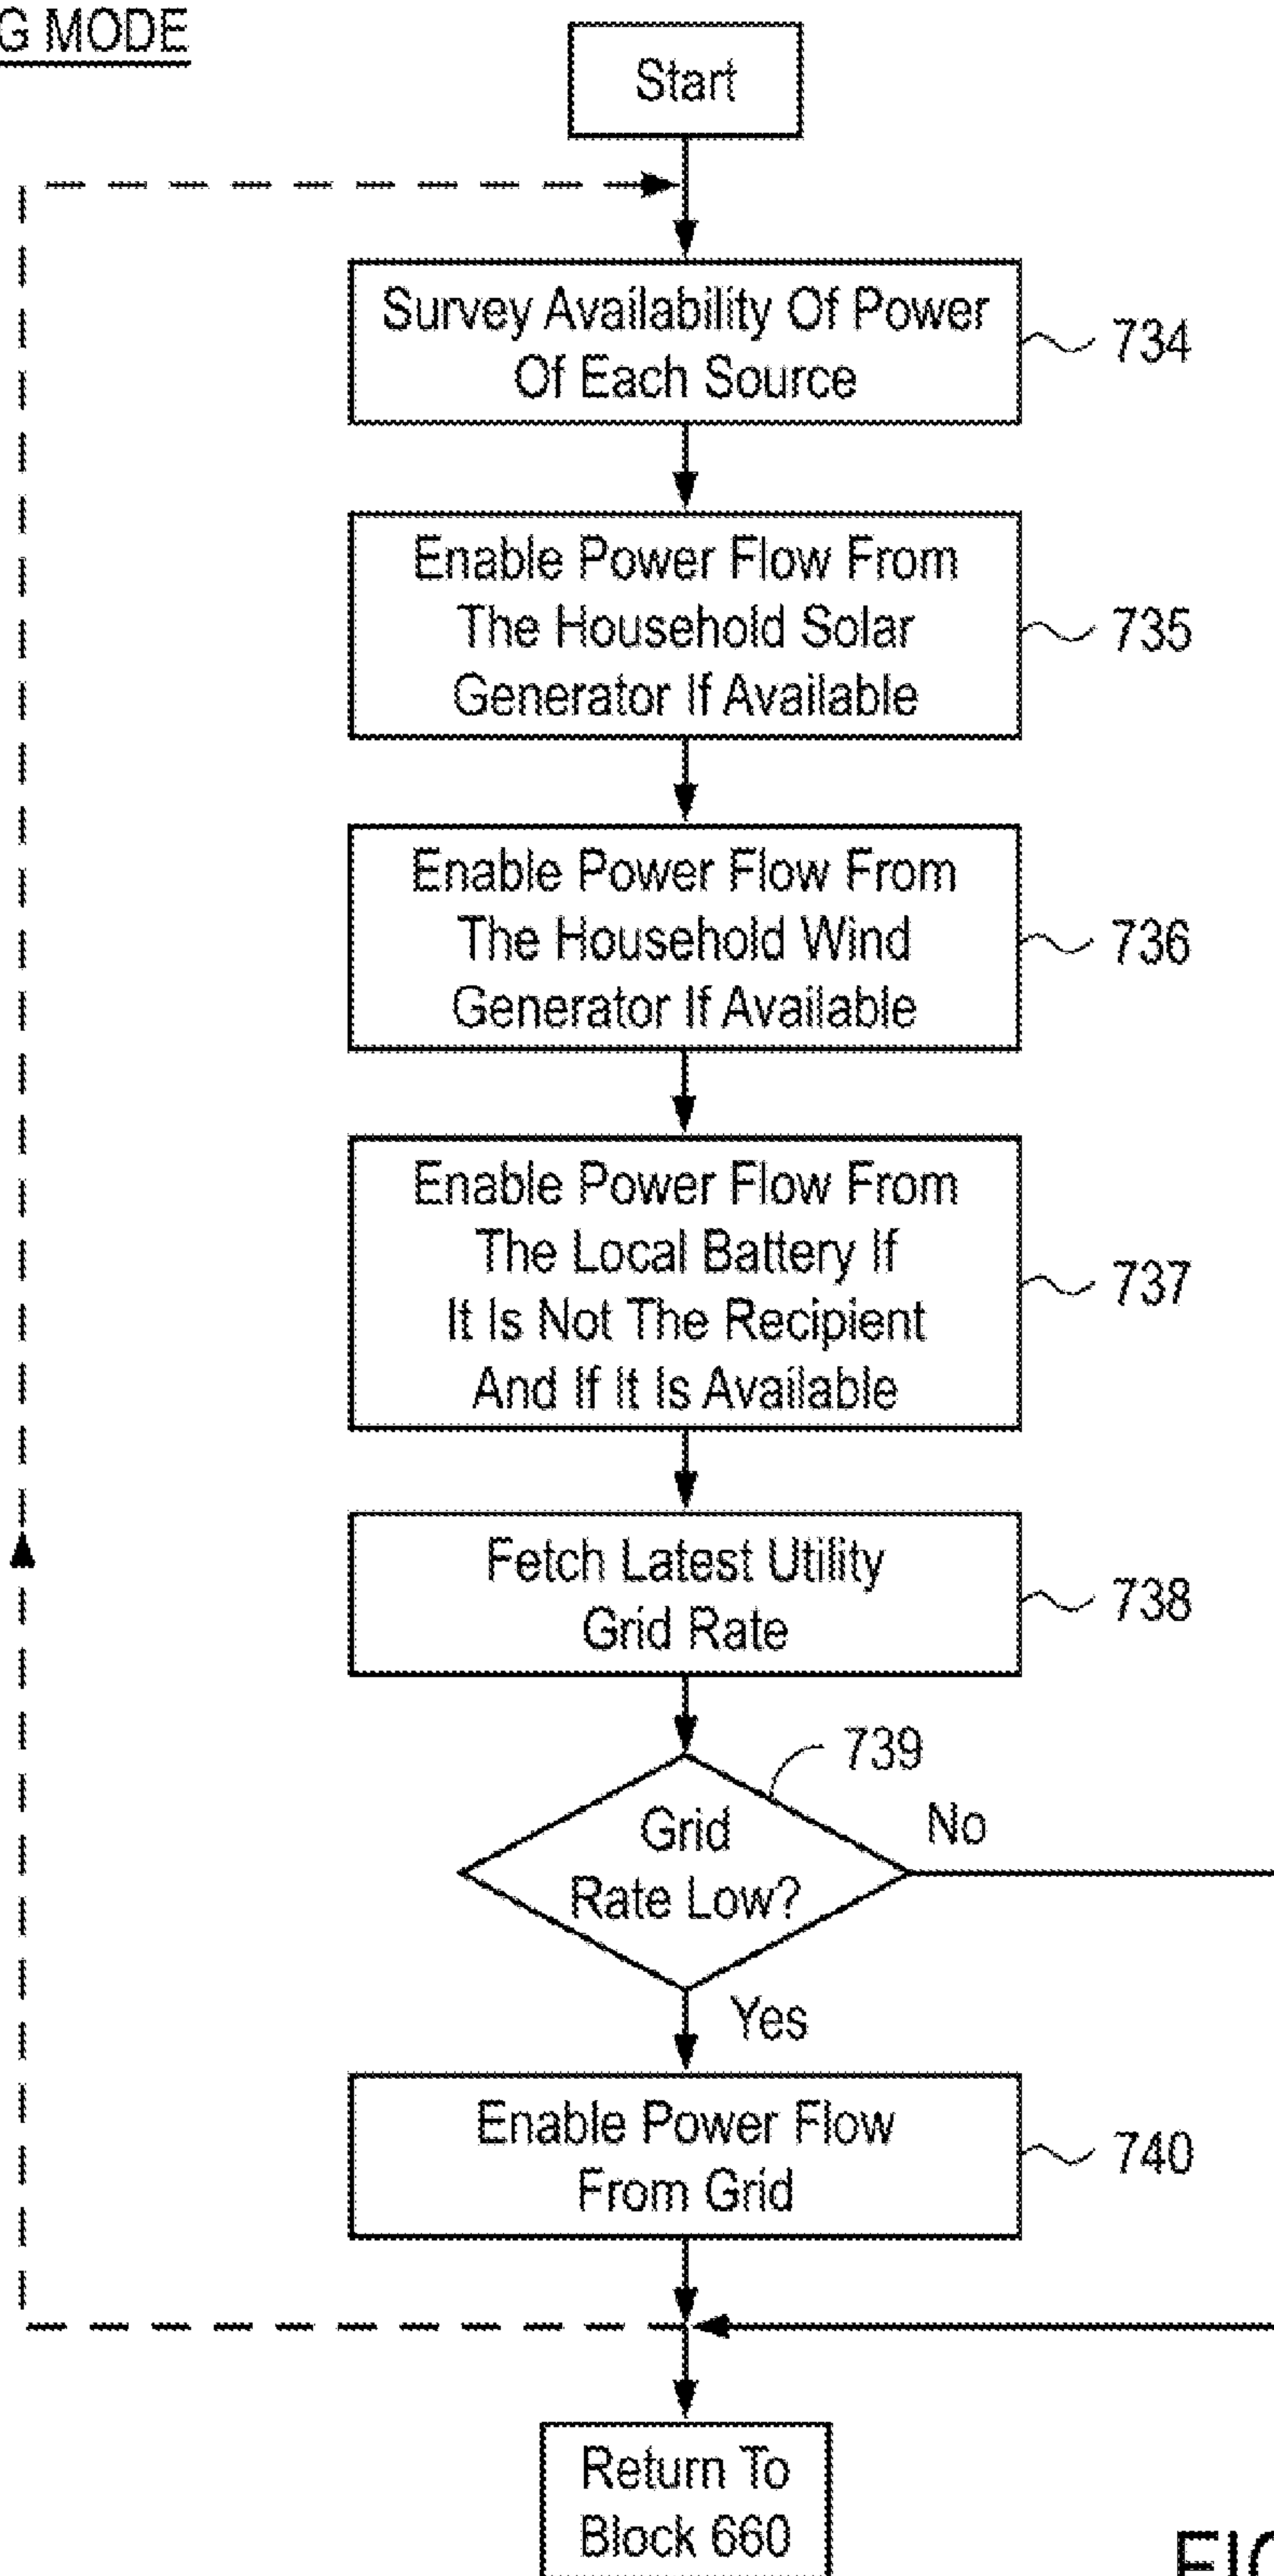 G MODE
Start
Survey Availability Of Power
Of Each Source
734
Enable Power Flow From
The Household Solar
Generator If Available
735
Enable Power Flow From
The Household Wind
Generator If Available
736
Enable Power Flow From
The Local Battery If
It Is Not The Recipient
And If It Is Available
737
Fetch Latest Utility
Grid Rate
738
739
Grid
Rate Low?
No
Yes
Enable Power Flow
From Grid
740
Return To
Block 660